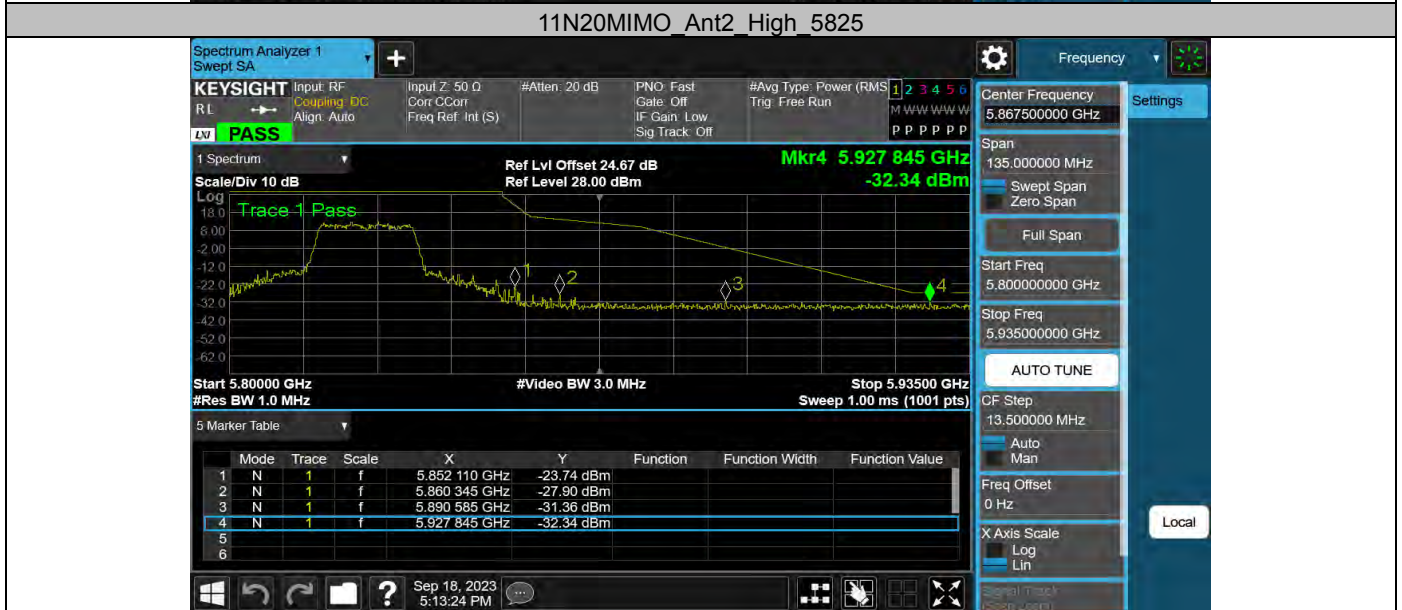 11N20MIMO_Ant2_High_5825
Spectrum Analyzer 1
Swept SA
+
Frequency
KEYSIGHT
Input: RF
Input Z: 50 Ω
#Atten: 20 dB
PNO: Fast
#Avg Type: Power (RMS
1 2 3 4 5 6
RL
Coupling: DC
Corr CCorr
Gate: Off
Trig: Free Run
M W W W W W
Align: Auto
Freq Ref: Int (S)
IF Gain: Low
Sig Track: Off
P P P P P P
LXI
PASS
1 Spectrum
Ref Lvl Offset 24.67 dB
Mkr4 5.927 845 GHz
Scale/Div 10 dB
Ref Level 28.00 dBm
-32.34 dBm
Log
Trace 1 Pass
18.0
8.00
-2.00
-12.0
-22.0
-32.0
-42.0
-52.0
-62.0
1
2
3
4
Start 5.80000 GHz
#Video BW 3.0 MHz
Stop 5.93500 GHz
#Res BW 1.0 MHz
Sweep 1.00 ms (1001 pts)
5 Marker Table
Mode Trace Scale X Y Function Function Width Function Value
1 N 1 f 5.852 110 GHz -23.74 dBm
2 N 1 f 5.860 345 GHz -27.90 dBm
3 N 1 f 5.890 585 GHz -31.36 dBm
4 N 1 f 5.927 845 GHz -32.34 dBm
5
6
?
Sep 18, 2023
5:13:24 PM
Center Frequency
5.867500000 GHz
Settings
Span
135.000000 MHz
Swept Span
Zero Span
Full Span
Start Freq
5.800000000 GHz
Stop Freq
5.935000000 GHz
AUTO TUNE
CF Step
13.500000 MHz
Auto
Man
Freq Offset
0 Hz
Local
X Axis Scale
Log
Lin
Signal Track